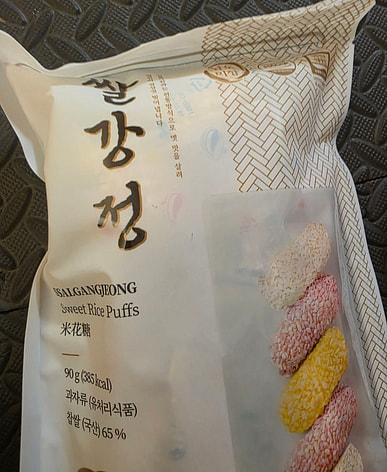 쌀강정
SSALGANGJEONG
Sweet Rice Puffs
米花糖
90 g (385 kcal)
과자류 (유처리식품)
찹쌀 (국산) 65 %